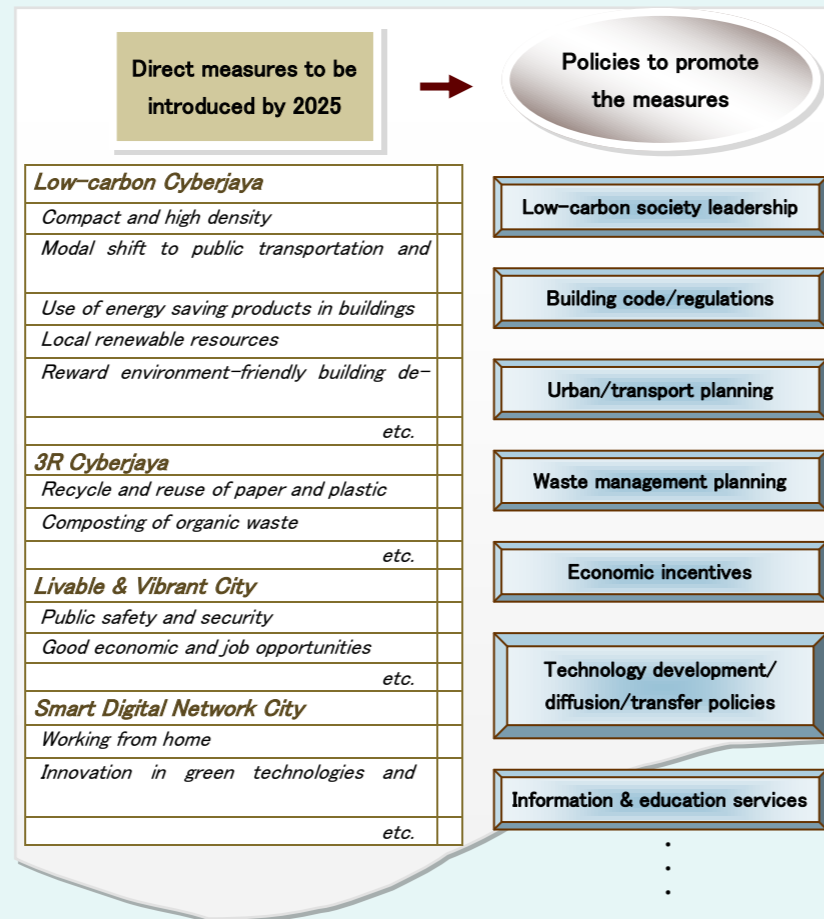 Direct measures to be
introduced by 2025
Policies to promote
the measures
Low-carbon Cyberjaya
Compact and high density
Modal shift to public transportation and
Use of energy saving products in buildings
Local renewable resources
Reward environment-friendly building de-
etc.
3R Cyberjaya
Recycle and reuse of paper and plastic
Composting of organic waste
etc.
Livable & Vibrant City
Public safety and security
Good economic and job opportunities
etc.
Smart Digital Network City
Working from home
Innovation in green technologies and
etc.
Low-carbon society leadership
Building code/regulations
Urban/transport planning
Waste management planning
Economic incentives
Technology development/
diffusion/transfer policies
Information & education services
.
.
.